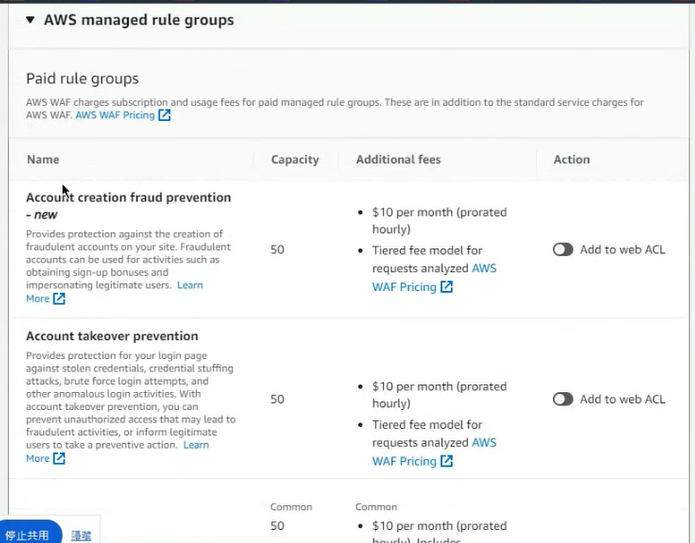 ▼ AWS managed rule groups
Paid rule groups
AWS WAF charges subscription and usage fees for paid managed rule groups. These are in addition to the standard service charges for
AWS WAF. AWS WAF Pricing
Name Capacity Additional fees Action
Account creation fraud prevention
- new
Provides protection against the creation of
fraudulent accounts on your site. Fraudulent
accounts can be used for activities such as
obtaining sign-up bonuses and
impersonating legitimate users. Learn
More
50
• $10 per month (prorated
hourly)
• Tiered fee model for
requests analyzed AWS
WAF Pricing
Add to web ACL
Account takeover prevention
Provides protection for your login page
against stolen credentials, credential stuffing
attacks, brute force login attempts, and
other anomalous login activities. With
account takeover prevention, you can
prevent unauthorized access that may lead to
fraudulent activities, or inform legitimate
users to take a preventive action. Learn
More
50
• $10 per month (prorated
hourly)
• Tiered fee model for
requests analyzed AWS
WAF Pricing
Add to web ACL
Common
50
Common
• $10 per month (prorated
hourly). Includes
停止共用 隱藏